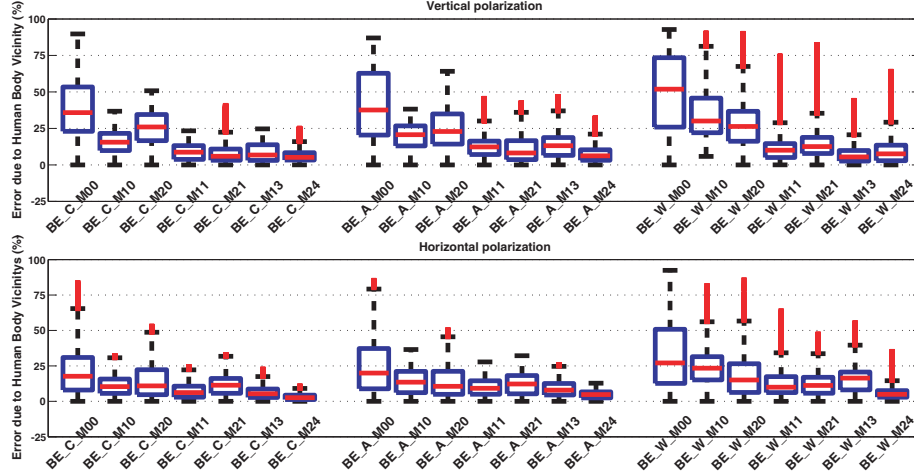 Vertical polarization
Error due to Human Body Vicinity (%)
100
75
50
25
0
-25
BE_C_M00
BE_C_M10
BE_C_M20
BE_C_M11
BE_C_M21
BE_C_M13
BE_C_M24
BE_A_M00
BE_A_M10
BE_A_M20
BE_A_M11
BE_A_M21
BE_A_M13
BE_A_M24
BE_W_M00
BE_W_M10
BE_W_M20
BE_W_M11
BE_W_M21
BE_W_M13
BE_W_M24
Horizontal polarization
Error due to Human Body Vicinitys (%)
100
75
50
25
0
-25
BE_C_M00
BE_C_M10
BE_C_M20
BE_C_M11
BE_C_M21
BE_C_M13
BE_C_M24
BE_A_M00
BE_A_M10
BE_A_M20
BE_A_M11
BE_A_M21
BE_A_M13
BE_A_M24
BE_W_M00
BE_W_M10
BE_W_M20
BE_W_M11
BE_W_M21
BE_W_M13
BE_W_M24